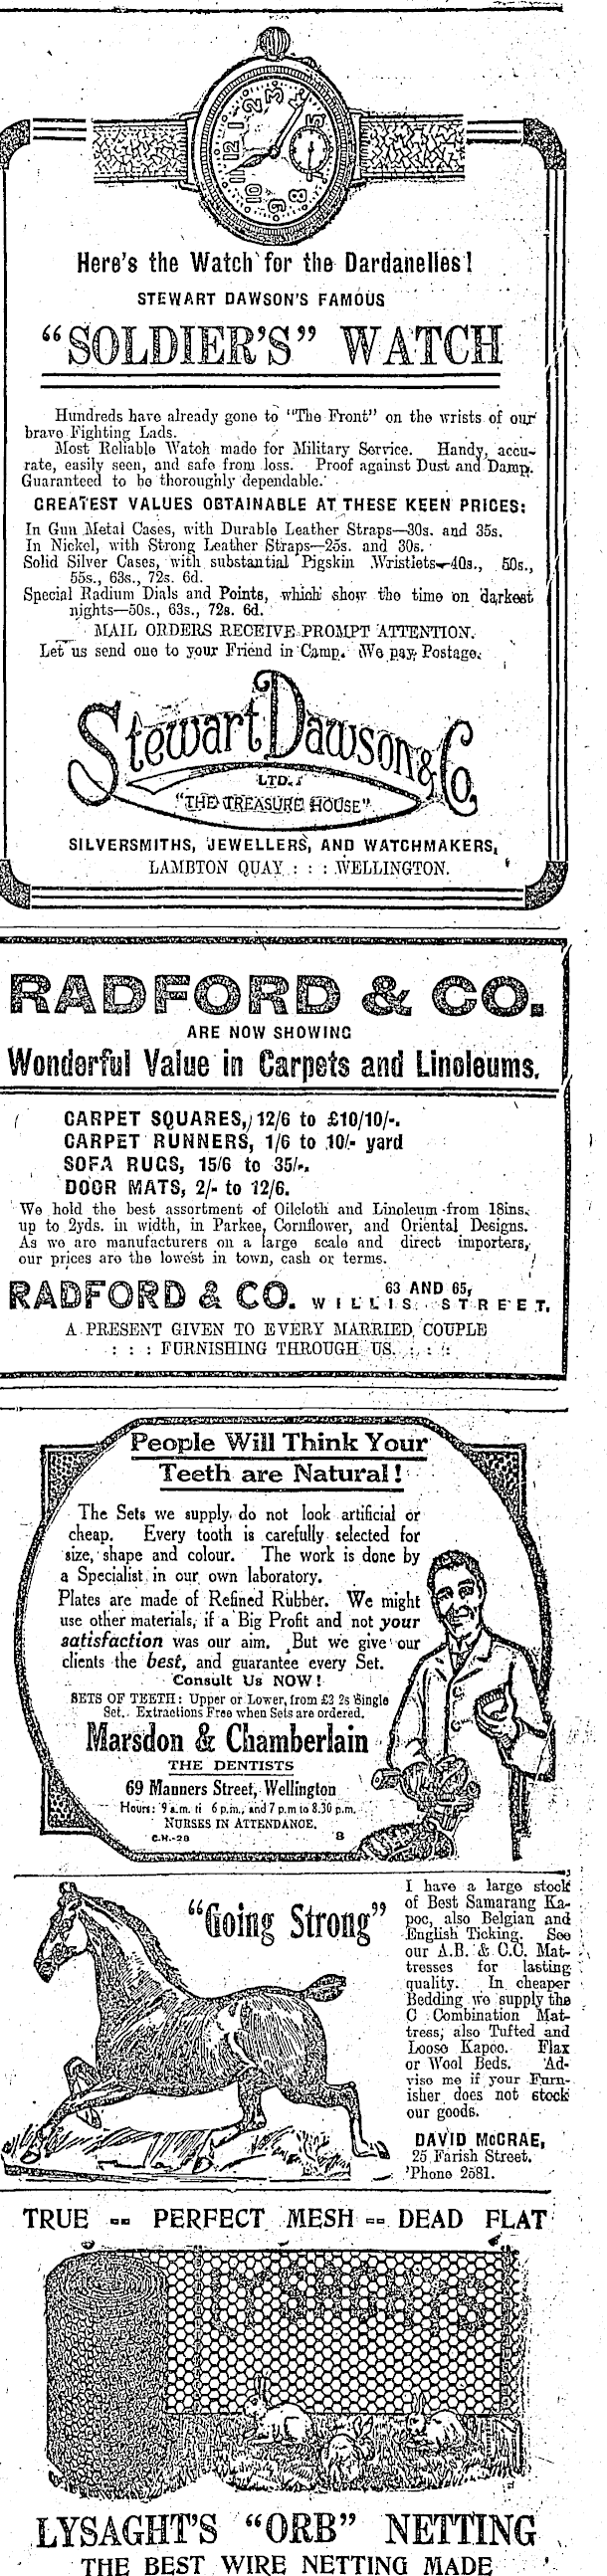 Here's the Watch for the Dardanelles!
STEWART DAWSON'S FAMOUS
"SOLDIER'S" WATCH
Hundreds have already gone to "The Front" on the wrists of our
brave Fighting Lads.
Most Reliable Watch made for Military Service. Handy, accu-
rate, easily seen, and safe from loss. Proof against Dust and Damp.
Guaranteed to be thoroughly dependable.
GREATEST VALUES OBTAINABLE AT THESE KEEN PRICES:
In Gun Metal Cases, with Durable Leather Straps—30s. and 35s.
In Nickel, with Strong Leather Straps—25s. and 30s.
Solid Silver Cases, with substantial Pigskin Wristlets—40s., 50s.,
55s., 63s., 72s. 6d.
Special Radium Dials and Points, which show the time on darkest
nights—50s., 63s., 72s. 6d.
MAIL ORDERS RECEIVE PROMPT ATTENTION.
Let us send one to your Friend in Camp. We pay Postage.
Stewart Dawson & Co.
LTD.
"THE TREASURE HOUSE"
SILVERSMITHS, JEWELLERS, AND WATCHMAKERS,
LAMBTON QUAY : : : WELLINGTON.
RADFORD & CO.
ARE NOW SHOWING
Wonderful Value in Carpets and Linoleums.
CARPET SQUARES, 12/6 to £10/10/-.
CARPET RUNNERS, 1/6 to 10/- yard
SOFA RUGS, 15/6 to 35/-.
DOOR MATS, 2/- to 12/6.
We hold the best assortment of Oilcloth and Linoleum from 18ins.
up to 2yds. in width, in Parkee, Cornflower, and Oriental Designs.
As we are manufacturers on a large scale and direct importers,
our prices are the lowest in town, cash or terms.
RADFORD & CO. 63 AND 65, WILLIS STREET.
A PRESENT GIVEN TO EVERY MARRIED COUPLE
: : : FURNISHING THROUGH US. : : :
People Will Think Your
Teeth are Natural!
The Sets we supply do not look artificial or
cheap. Every tooth is carefully selected for
size, shape and colour. The work is done by
a Specialist in our own laboratory.
Plates are made of Refined Rubber. We might
use other materials, if a Big Profit and not your
satisfaction was our aim. But we give our
clients the best, and guarantee every Set.
Consult Us NOW!
SETS OF TEETH: Upper or Lower, from £2 2s Single
Set. Extractions Free when Sets are ordered.
Marsdon & Chamberlain
THE DENTISTS
69 Manners Street, Wellington
Hours: 9 a.m. ti 6 p.m., and 7 p.m to 8.30 p.m.
NURSES IN ATTENDANCE.
C.H.-28 8
"Going Strong"
I have a large stock
of Best Samarang Ka-
poc, also Belgian and
English Ticking. See
our A.B. & C.C. Mat-
tresses for lasting
quality. In cheaper
Bedding we supply the
C Combination Mat-
tress; also Tufted and
Loose Kapoc. Flax
or Wool Beds. Ad-
vise me if your Furn-
isher does not stock
our goods.
DAVID McCRAE,
25 Farish Street.
'Phone 2581.
TRUE -- PERFECT MESH -- DEAD FLAT
LYSAGHTS
LYSAGHT'S "ORB" NETTING
THE BEST WIRE NETTING MADE